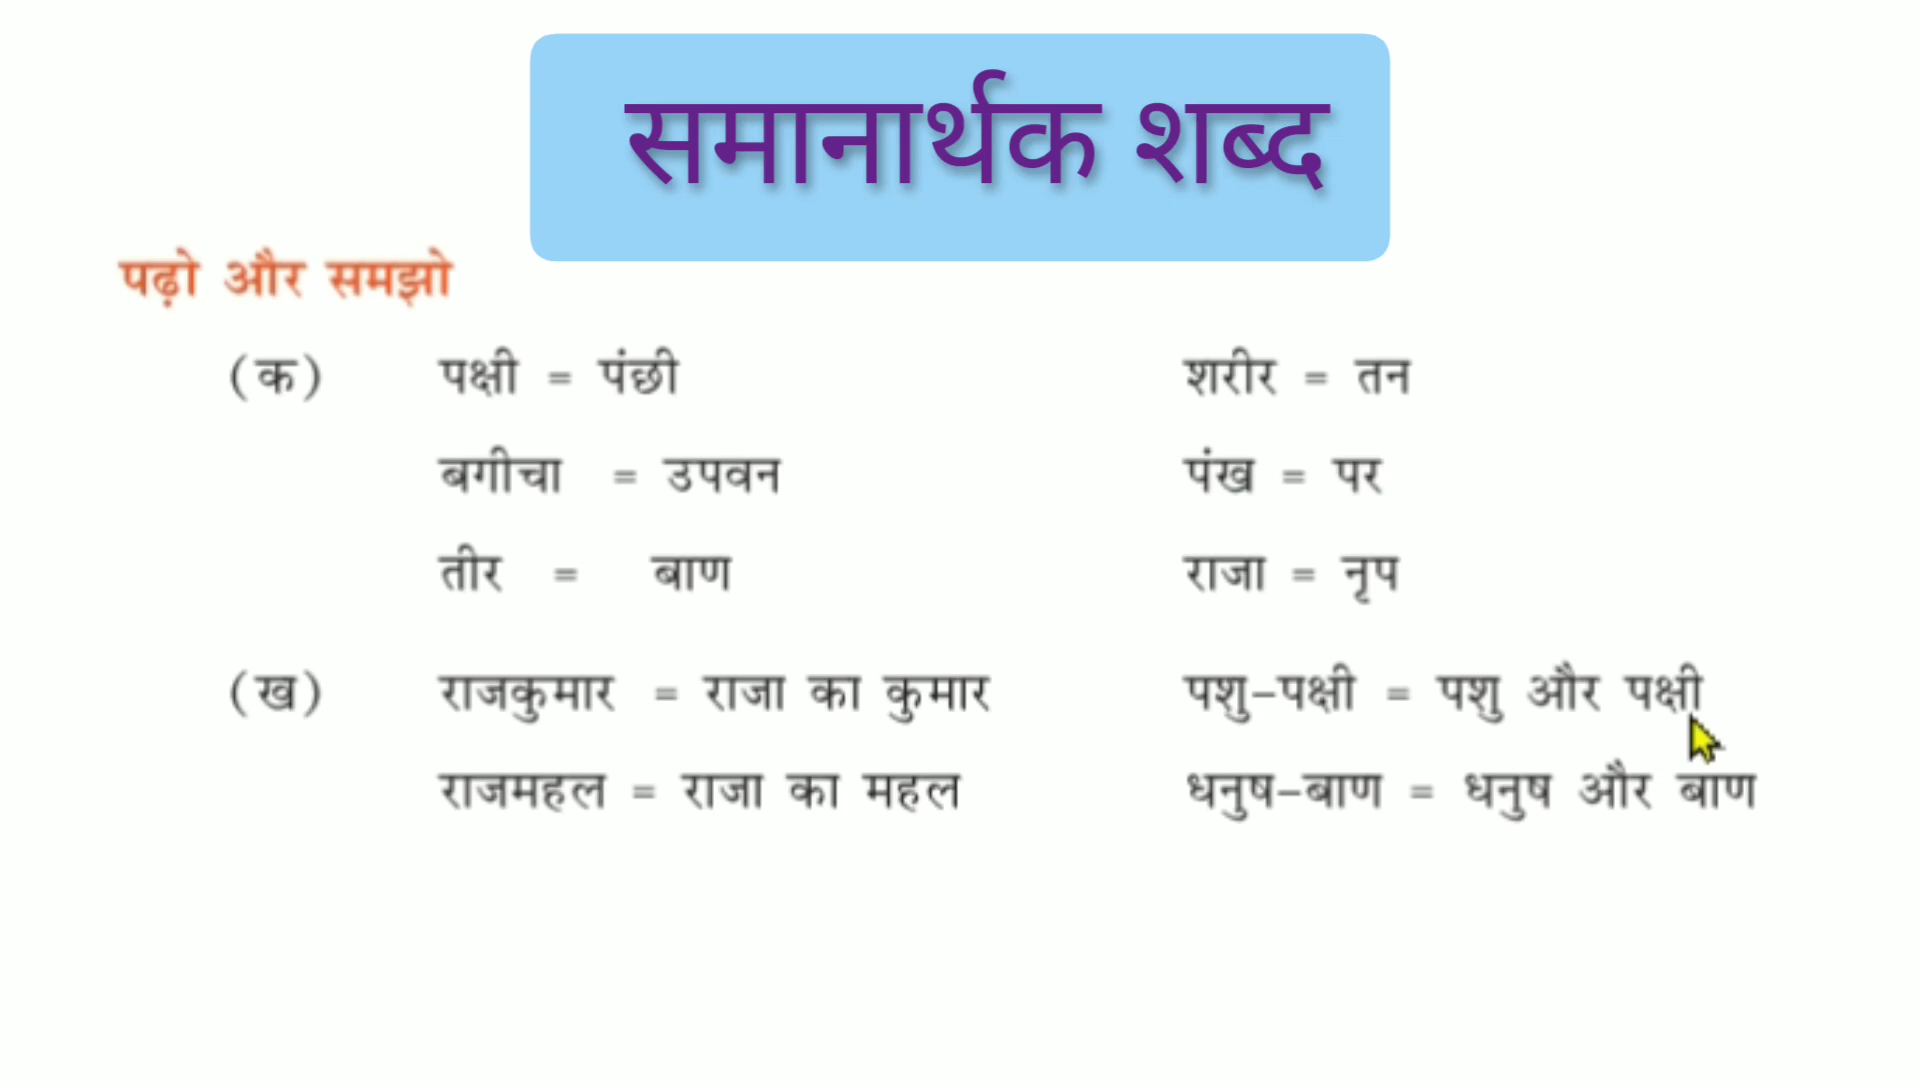 समानार्थक शब्द
पढ़ो और समझो
(क) पक्षी = पंछी शरीर = तन
बगीचा = उपवन पंख = पर
तीर = बाण राजा = नृप
(ख) राजकुमार = राजा का कुमार पशु-पक्षी = पशु और पक्षी
राजमहल = राजा का महल धनुष-बाण = धनुष और बाण